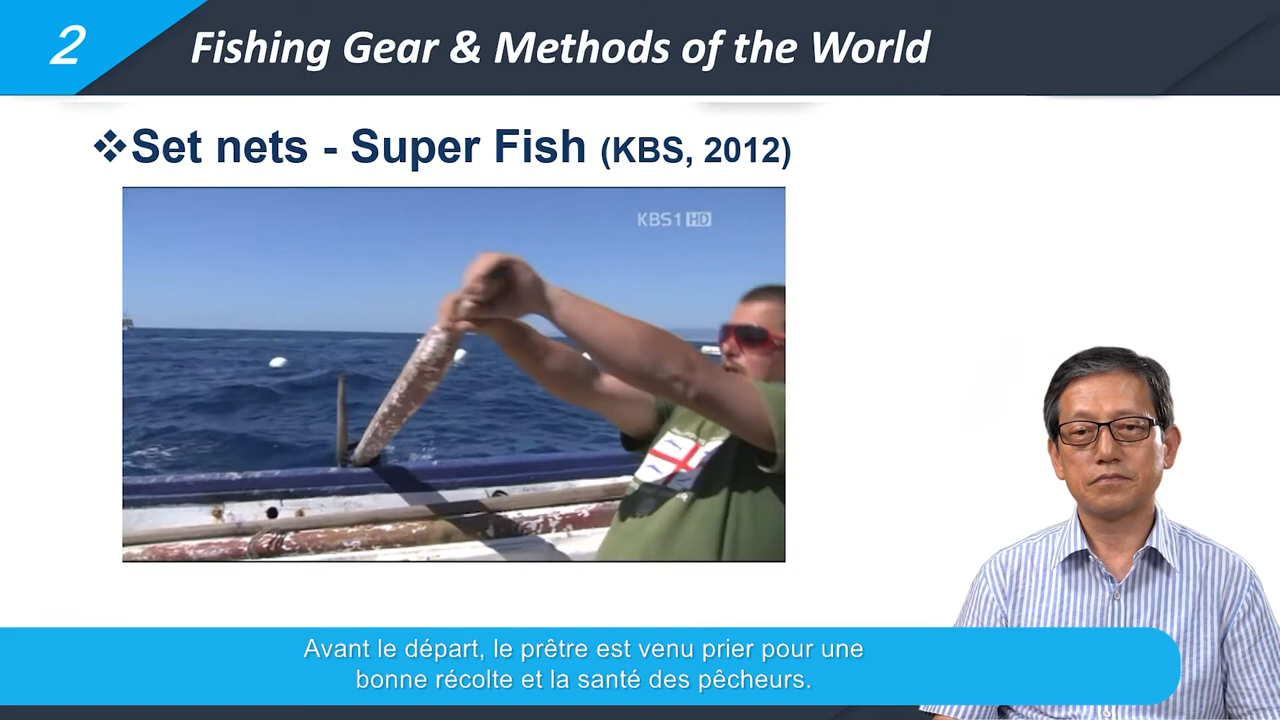 2
Fishing Gear & Methods of the World
❖Set nets - Super Fish (KBS, 2012)
KBS1 HD
Avant le départ, le prêtre est venu prier pour une
bonne récolte et la santé des pêcheurs.